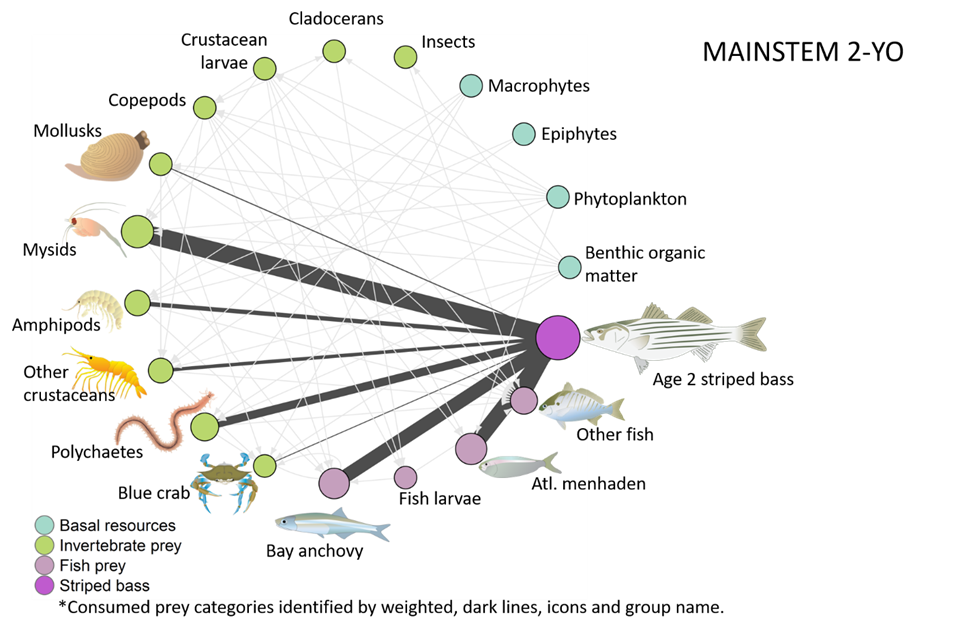 Cladocerans
Crustacean
larvae
Insects
MAINSTEM 2-YO
Copepods
Macrophytes
Mollusks
Epiphytes
Phytoplankton
Mysids
Benthic organic
matter
Amphipods
Other
crustaceans
Age 2 striped bass
Other fish
Polychaetes
Atl. menhaden
Blue crab
Fish larvae
Bay anchovy
Basal resources
Invertebrate prey
Fish prey
Striped bass
*Consumed prey categories identified by weighted, dark lines, icons and group name.